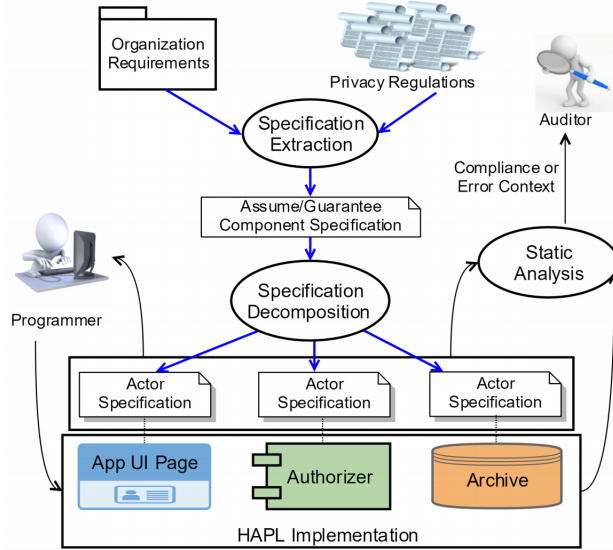 Organization
Requirements
Privacy Regulations
Specification
Extraction
Auditor
Compliance or
Error Context
Assume/Guarantee
Component Specification
Static
Analysis
Programmer
Specification
Decomposition
Actor
Specification
Actor
Specification
Actor
Specification
App UI Page
Authorizer
Archive
HAPL Implementation